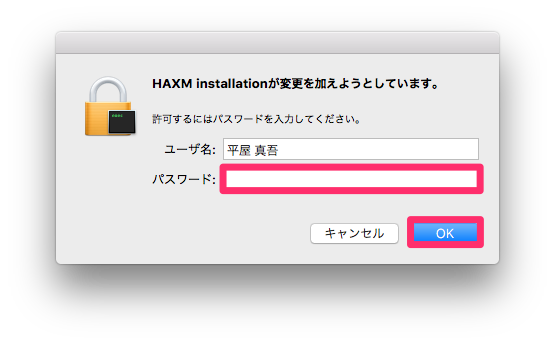 HAXM installationが変更を加えようとしています。
許可するにはパスワードを入力してください。
ユーザ名: 平屋 真吾
パスワード:
キャンセル OK